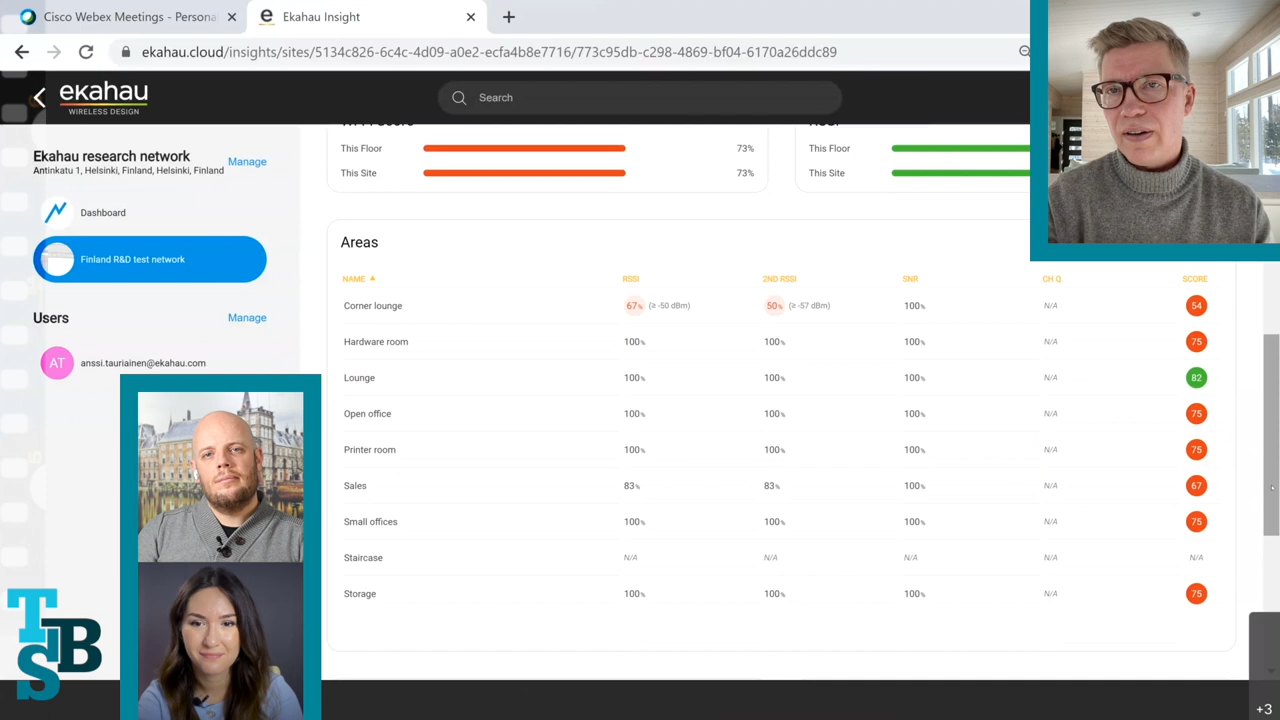 Cisco Webex Meetings - Persona
Ekahau Insight
ekahau.cloud/insights/sites/5134c826-6c4c-4d09-a0e2-ecfa4b8e7716/773c95db-c298-4869-bf04-6170a26ddc89
ekahau
WIRELESS DESIGN
Search
Ekahau research network
Manage
Antinkatu 1, Helsinki, Finland, Helsinki, Finland
Dashboard
Finland R&D test network
Users
Manage
AT
anssi.tauriainen@ekahau.com
This Floor 73%
This Site 73%
This Floor
This Site
Areas
NAME RSSI 2ND RSSI SNR CH Q. SCORE
Corner lounge 67% (≥ -50 dBm) 50% (≥ -57 dBm) 100% N/A 54
Hardware room 100% 100% 100% N/A 75
Lounge 100% 100% 100% N/A 82
Open office 100% 100% 100% N/A 75
Printer room 100% 100% 100% N/A 75
Sales 83% 83% 100% N/A 67
Small offices 100% 100% 100% N/A 75
Staircase N/A N/A N/A N/A N/A
Storage 100% 100% 100% N/A 75
TBS
+3